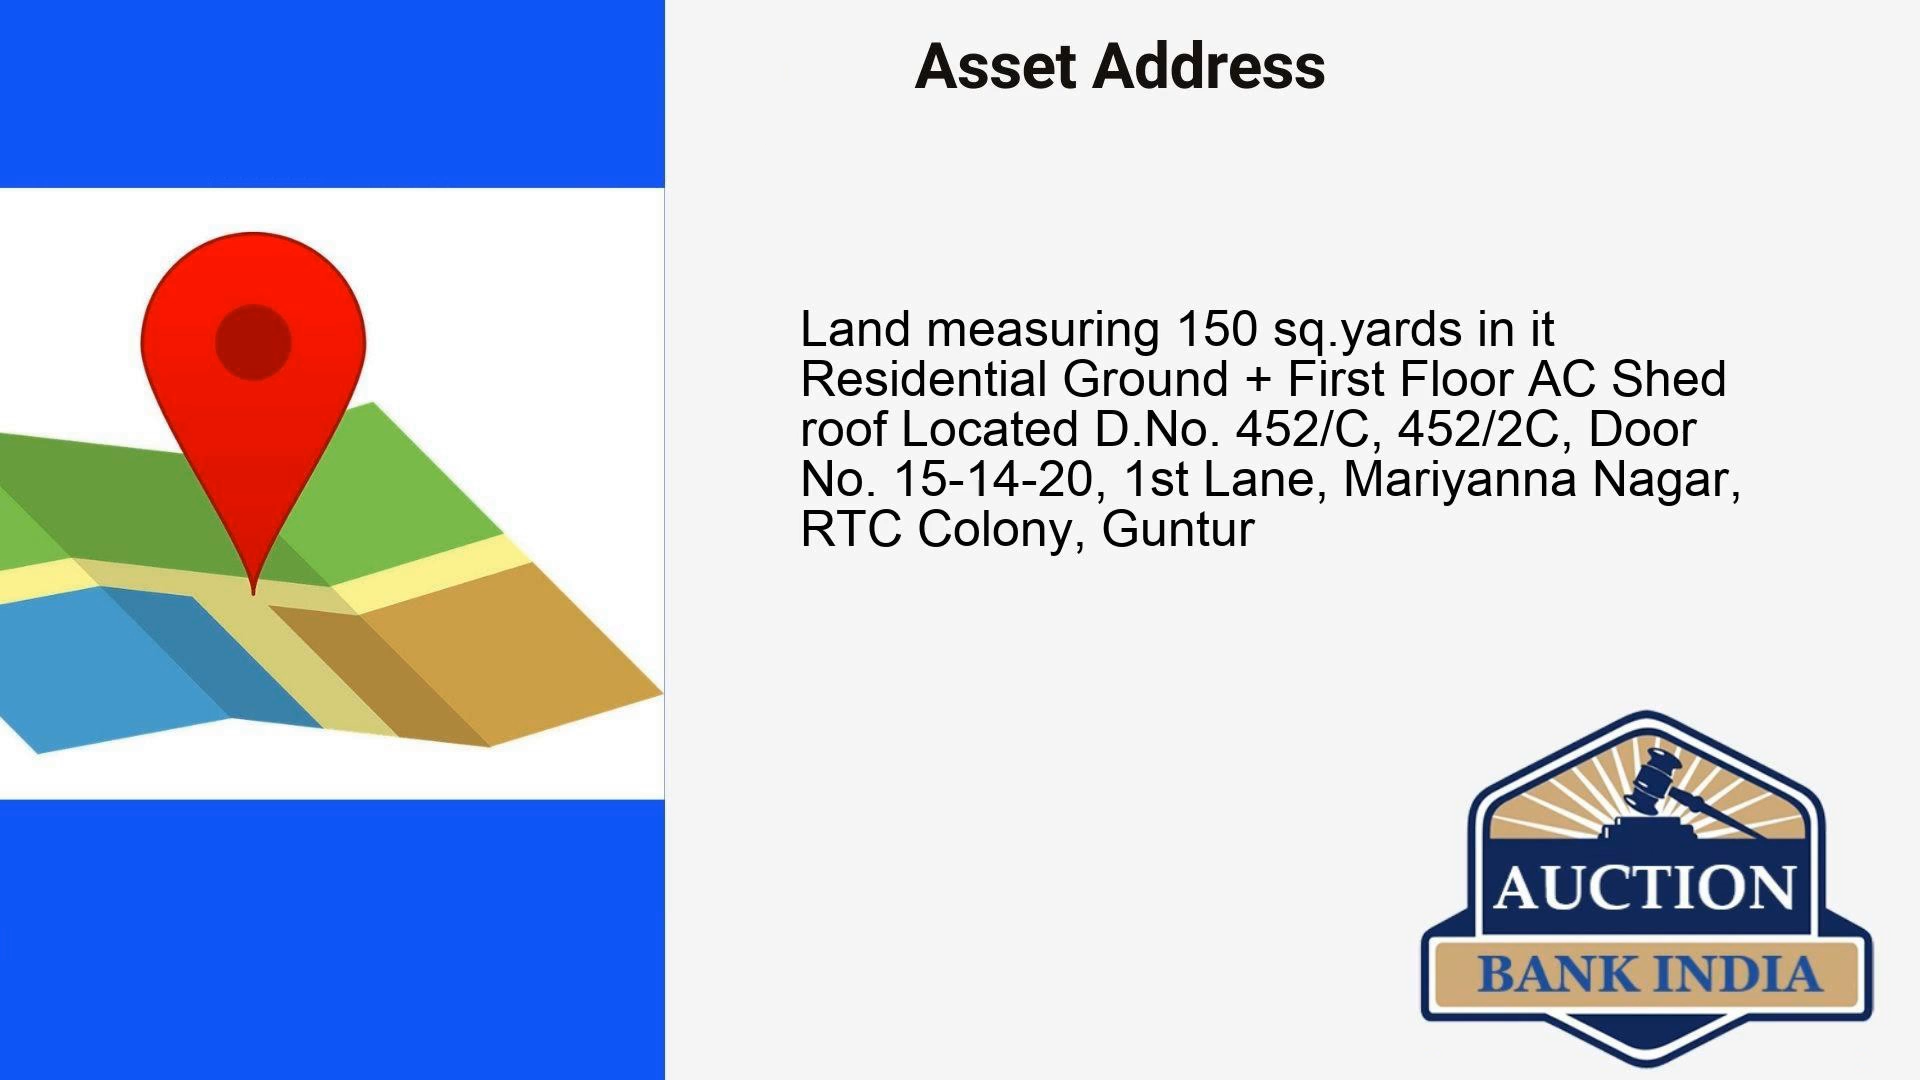 Asset Address
Land measuring 150 sq.yards in it
Residential Ground + First Floor AC Shed
roof Located D.No. 452/C, 452/2C, Door
No. 15-14-20, 1st Lane, Mariyanna Nagar,
RTC Colony, Guntur
AUCTION
BANK INDIA